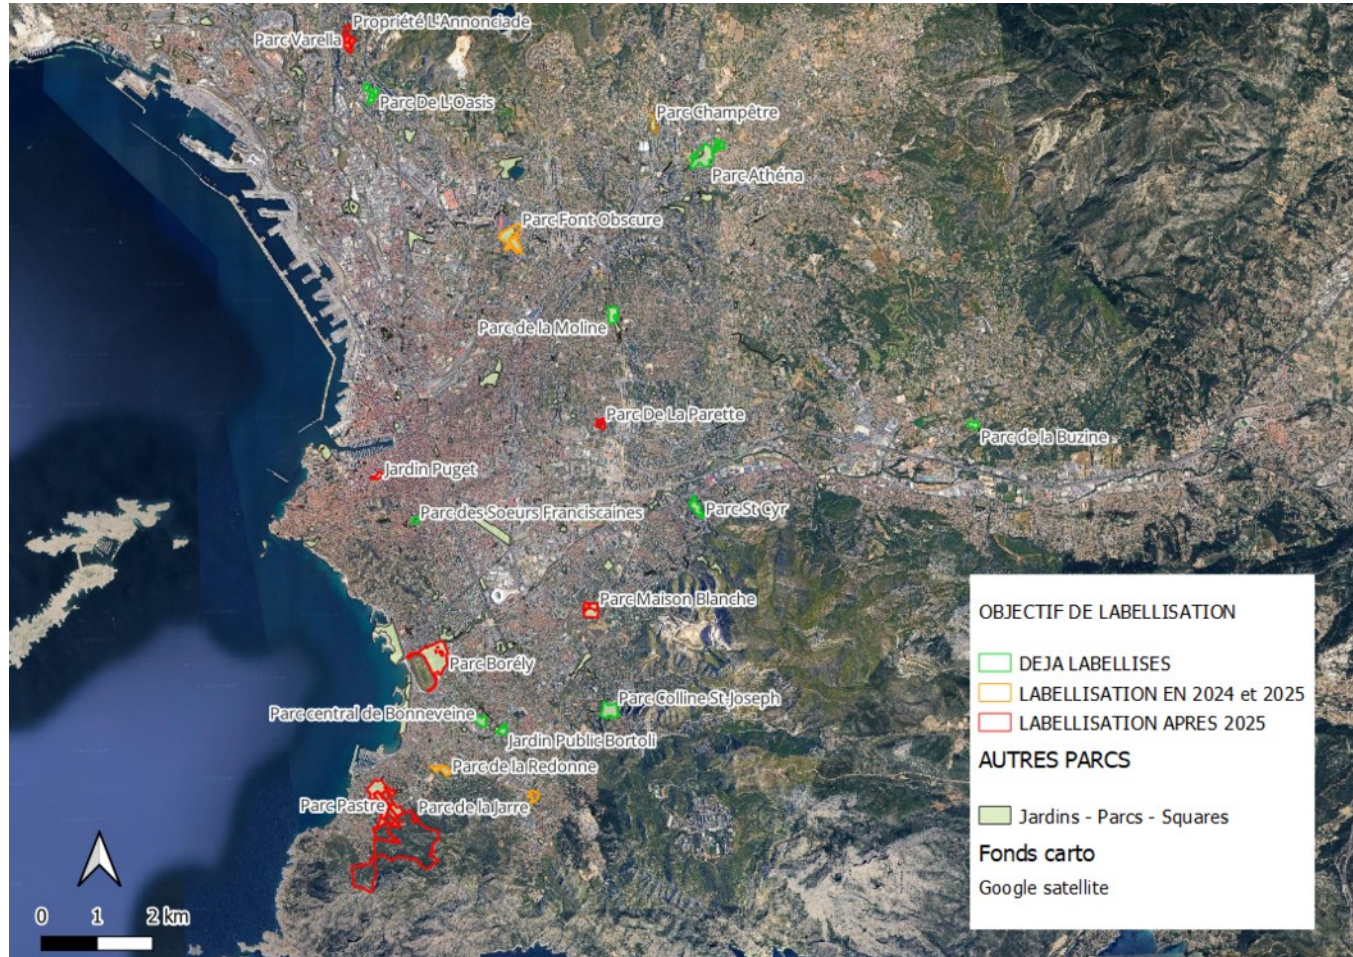 Propriété L'Annonciade
Parc Varella
Parc De L'Oasis
Parc Champêtre
Parc Athéna
Parc Font Obscure
Parc de la Moline
Parc De La Parette
Parc de la Buzine
Jardin Puget
Parc des Soeurs Franciscaines
Parc St Cyr
Parc Maison Blanche
Parc Borély
Parc Colline St-Joseph
Parc central de Bonneveine
Jardin Public Bortoli
Parc de la Redonne
Parc Pastre
Parc de la Jarre
OBJECTIF DE LABELLISATION
DEJA LABELLISES
LABELLISATION EN 2024 et 2025
LABELLISATION APRES 2025
AUTRES PARCS
Jardins - Parcs - Squares
Fonds carto
Google satellite
0 1 2 km